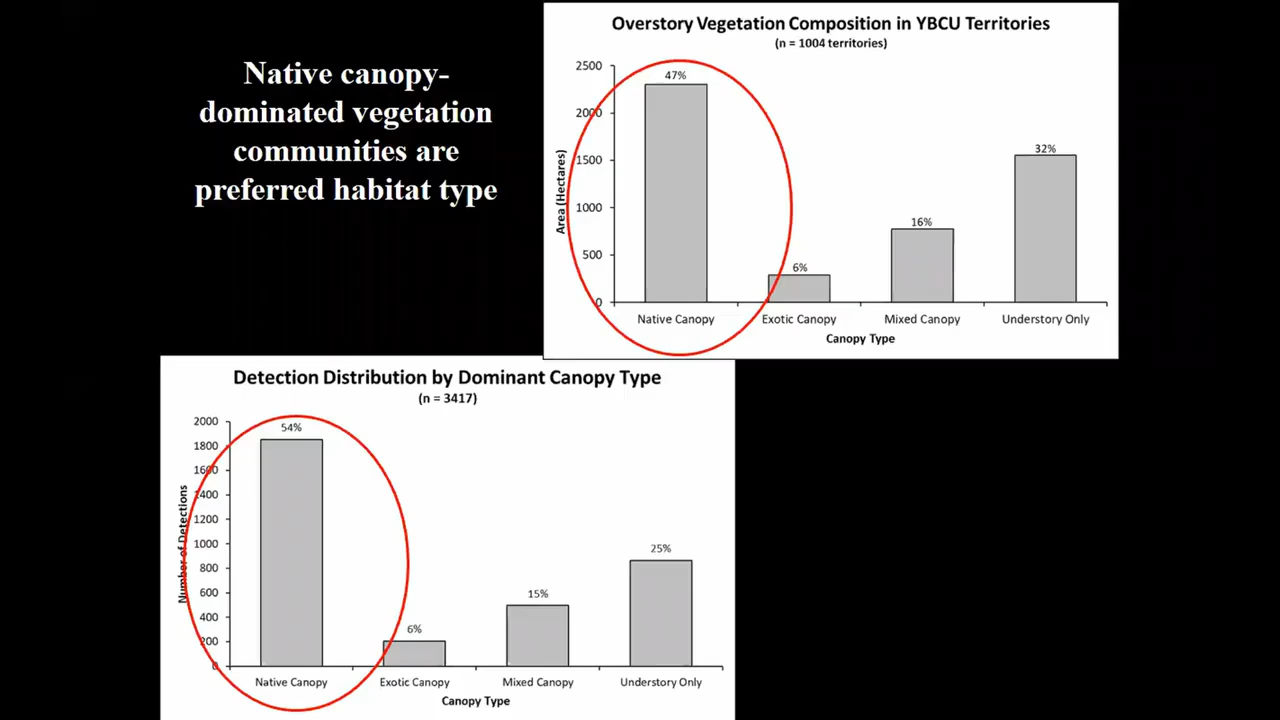 Native canopy-
dominated vegetation
communities are
preferred habitat type
Overstory Vegetation Composition in YBCU Territories
(n = 1004 territories)
Area (Hectares)
2500
2000
1500
1000
500
0
47%
6%
16%
32%
Native Canopy
Exotic Canopy
Mixed Canopy
Understory Only
Canopy Type
Detection Distribution by Dominant Canopy Type
(n = 3417)
Number of Detections
2000
1800
1600
1400
1200
1000
800
600
400
200
0
54%
6%
15%
25%
Native Canopy
Exotic Canopy
Mixed Canopy
Understory Only
Canopy Type